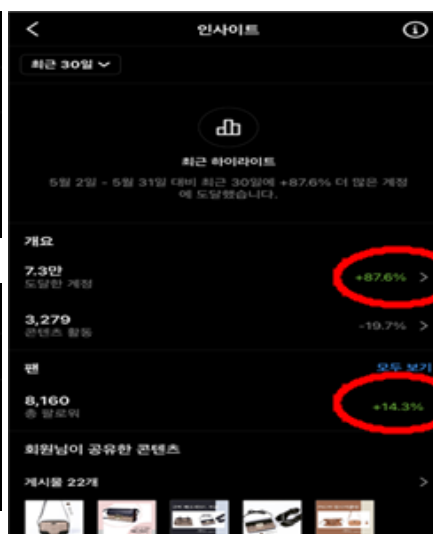 인사이트
최근 30일
최근 하이라이트
5월 2일 - 5월 31일 대비 최근 30일에 +87.6% 더 많은 계정
에 도달했습니다.
개요
7.3만
도달한 계정
+87.6%
3,279
콘텐츠 활동
-19.7%
팬
모두 보기
8,160
총 팔로워
+14.3%
회원님이 공유한 콘텐츠
게시물 22개